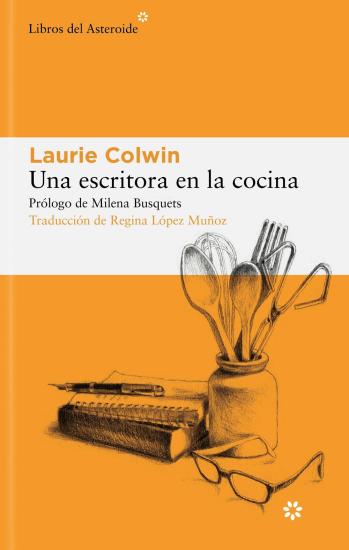 Libros del Asteroide
Laurie Colwin
Una escritora en la cocina
Prólogo de Milena Busquets
Traducción de Regina López Muñoz